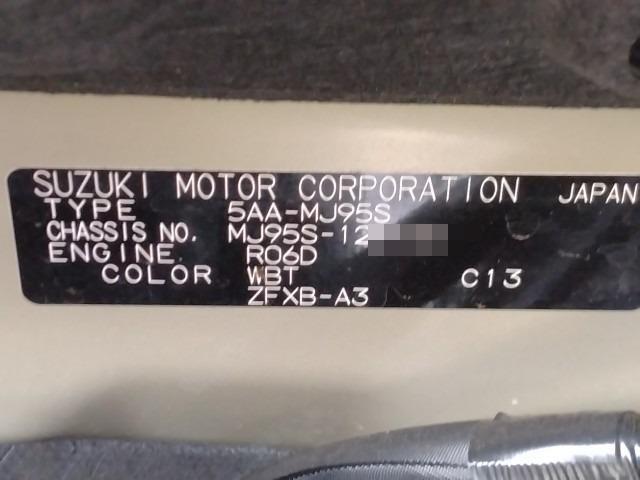 SUZUKI MOTOR CORPORATION JAPAN
TYPE 5AA-MJ95S
CHASSIS NO. MJ95S-12
ENGINE R06D
COLOR WBT C13
ZFXB-A3